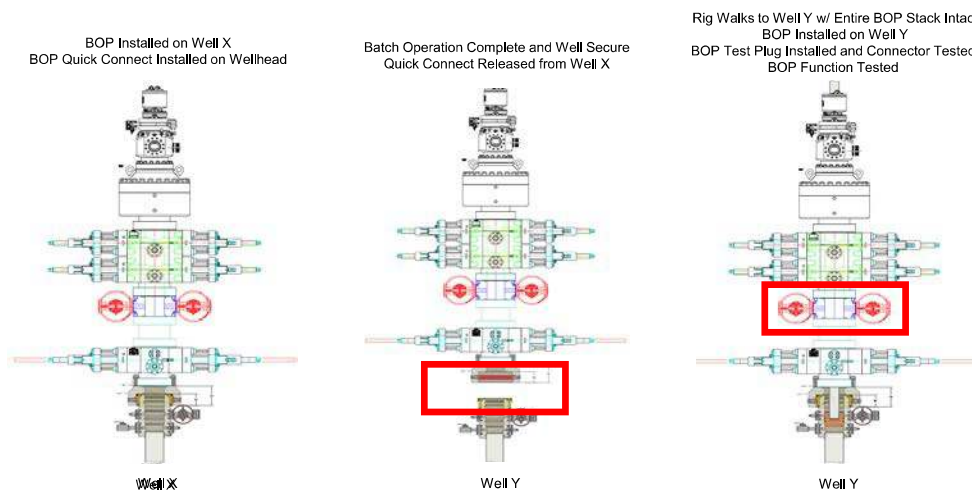 BOP Installed on Well X
BOP Quick Connect Installed on Wellhead
Batch Operation Complete and Well Secure
Quick Connect Released from Well X
Rig Walks to Well Y w/ Entire BOP Stack Intac
BOP Installed on Well Y
BOP Test Plug Installed and Connector Tested
BOP Function Tested
Well X
Well Y
Well Y